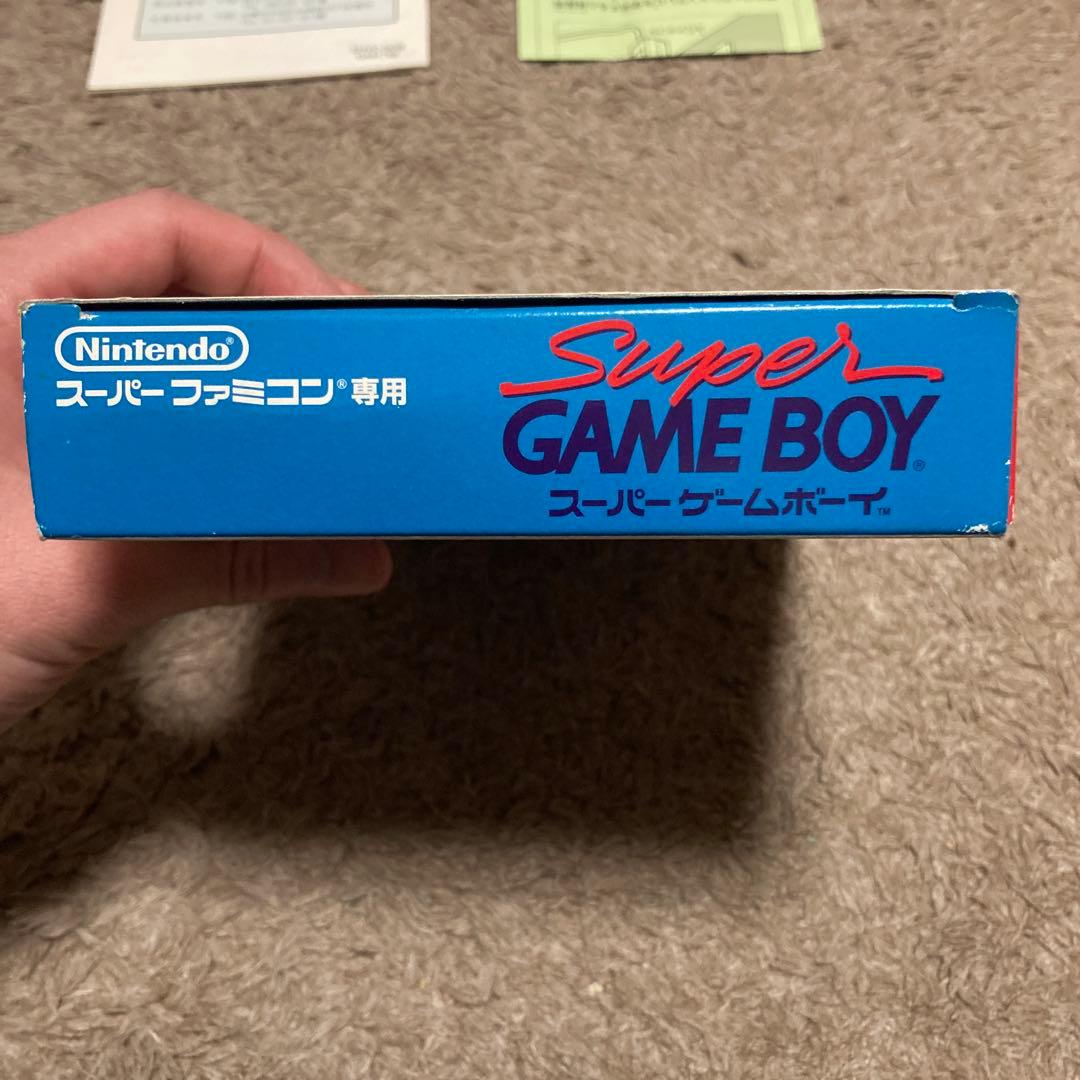 Nintendo®
スーパーファミコン®専用
Super
GAME BOY®
スーパーゲームボーイ™